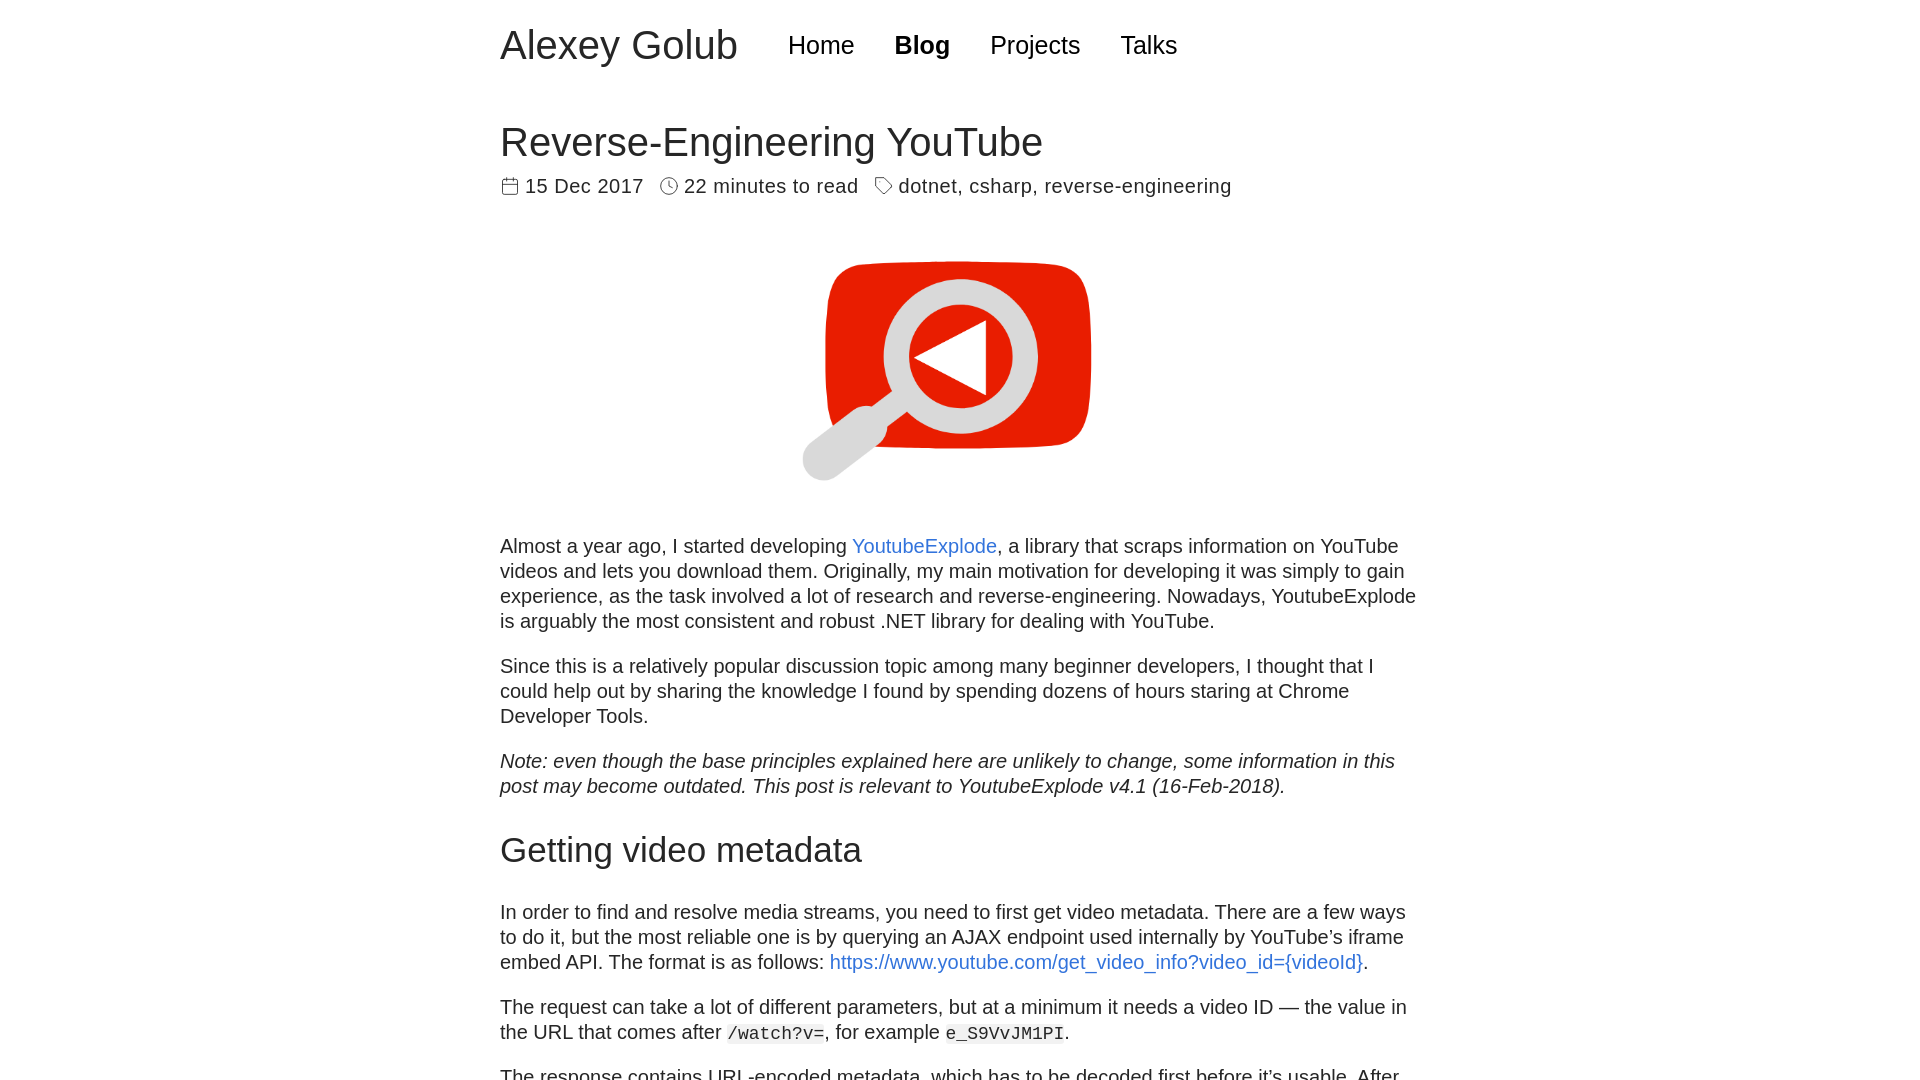 Alexey Golub Home Blog Projects Talks
Reverse-Engineering YouTube
15 Dec 2017 22 minutes to read dotnet, csharp, reverse-engineering
Almost a year ago, I started developing YoutubeExplode, a library that scraps information on YouTube
videos and lets you download them. Originally, my main motivation for developing it was simply to gain
experience, as the task involved a lot of research and reverse-engineering. Nowadays, YoutubeExplode
is arguably the most consistent and robust .NET library for dealing with YouTube.
Since this is a relatively popular discussion topic among many beginner developers, I thought that I
could help out by sharing the knowledge I found by spending dozens of hours staring at Chrome
Developer Tools.
Note: even though the base principles explained here are unlikely to change, some information in this
post may become outdated. This post is relevant to YoutubeExplode v4.1 (16-Feb-2018).
Getting video metadata
In order to find and resolve media streams, you need to first get video metadata. There are a few ways
to do it, but the most reliable one is by querying an AJAX endpoint used internally by YouTube’s iframe
embed API. The format is as follows: https://www.youtube.com/get_video_info?video_id={videoId}.
The request can take a lot of different parameters, but at a minimum it needs a video ID — the value in
the URL that comes after /watch?v=, for example e_S9VvJM1PI.
The response contains URL-encoded metadata, which has to be decoded first before it’s usable. After